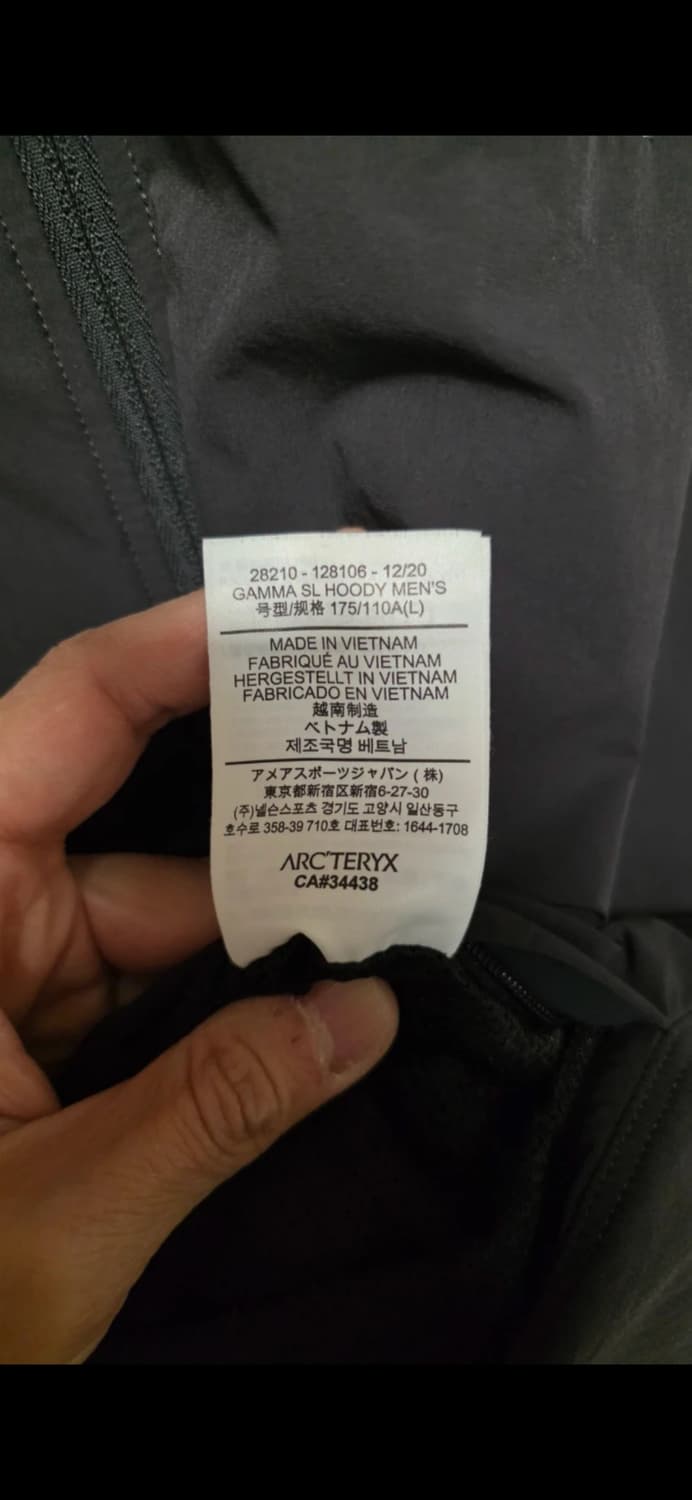 28210 - 128106 - 12/20
GAMMA SL HOODY MEN'S
号型/规格 175/110A(L)
MADE IN VIETNAM
FABRIQUÉ AU VIETNAM
HERGESTELLT IN VIETNAM
FABRICADO EN VIETNAM
越南制造
ベトナム製
제조국명 베트남
アメアスポーツジャパン ( 株)
東京都新宿区新宿6-27-30
(주)넬슨스포츠 경기도 고양시 일산동구
호수로 358-39 710호 대표번호: 1644-1708
ARC'TERYX
CA#34438